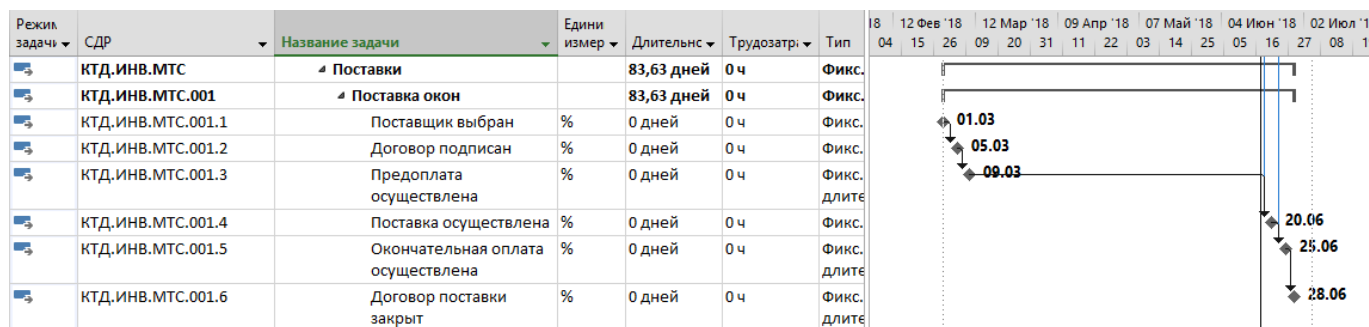 Режим
задачи
СДР
Название задачи
Едини
измер
Длительнс
Трудозатра
Тип
18
12 Фев '18
12 Мар '18
09 Апр '18
07 Май '18
04 Июн '18
02 Июл '1
04 15 26 09 20 31 11 22 03 14 25 05 16 27 08 1
КТД.ИНВ.МТС Поставки 83,63 дней 0 ч Фикс.
КТД.ИНВ.МТС.001 Поставка окон 83,63 дней 0 ч Фикс.
КТД.ИНВ.МТС.001.1 Поставщик выбран % 0 дней 0 ч Фикс. 01.03
КТД.ИНВ.МТС.001.2 Договор подписан % 0 дней 0 ч Фикс. 05.03
КТД.ИНВ.МТС.001.3 Предоплата % 0 дней 0 ч Фикс. 09.03
осуществлена длите
КТД.ИНВ.МТС.001.4 Поставка осуществлена % 0 дней 0 ч Фикс. 20.06
КТД.ИНВ.МТС.001.5 Окончательная оплата % 0 дней 0 ч Фикс. 25.06
осуществлена длите
КТД.ИНВ.МТС.001.6 Договор поставки % 0 дней 0 ч Фикс. 28.06
закрыт длите